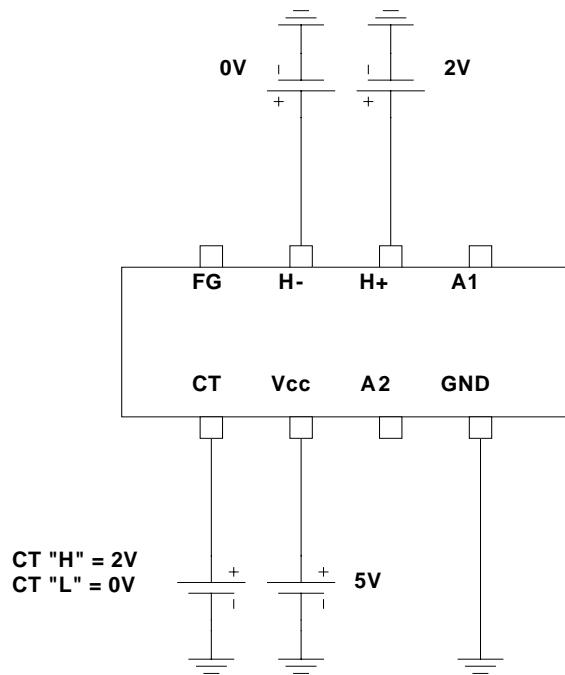 0V 2V
- -
+ +
FG H- H+ A1
CT Vcc A2 GND
+ +
CT "H" = 2V
CT "L" = 0V
5V
- -